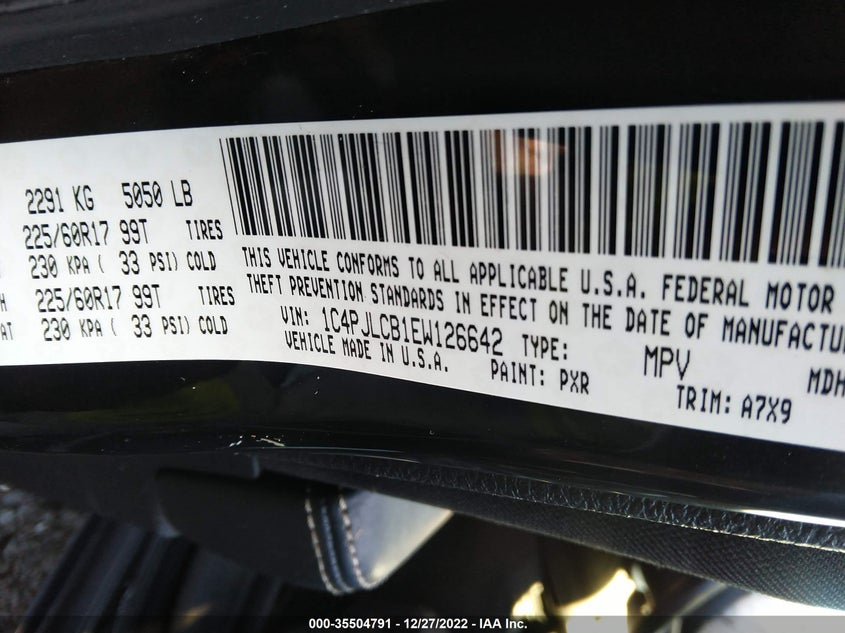 2291 KG 5050 LB
225/60R17 99T TIRES
230 KPA ( 33 PSI) COLD
225/60R17 99T TIRES
230 KPA ( 33 PSI) COLD
THIS VEHICLE CONFORMS TO ALL APPLICABLE U.S.A. FEDERAL MOTOR
THEFT PREVENTION STANDARDS IN EFFECT ON THE DATE OF MANUFACTU
VIN: 1C4PJLCB1EW126642 TYPE: MPV
VEHICLE MADE IN U.S.A. PAINT: PXR MDH
TRIM: A7X9
000-35504791 - 12/27/2022 - IAA Inc.